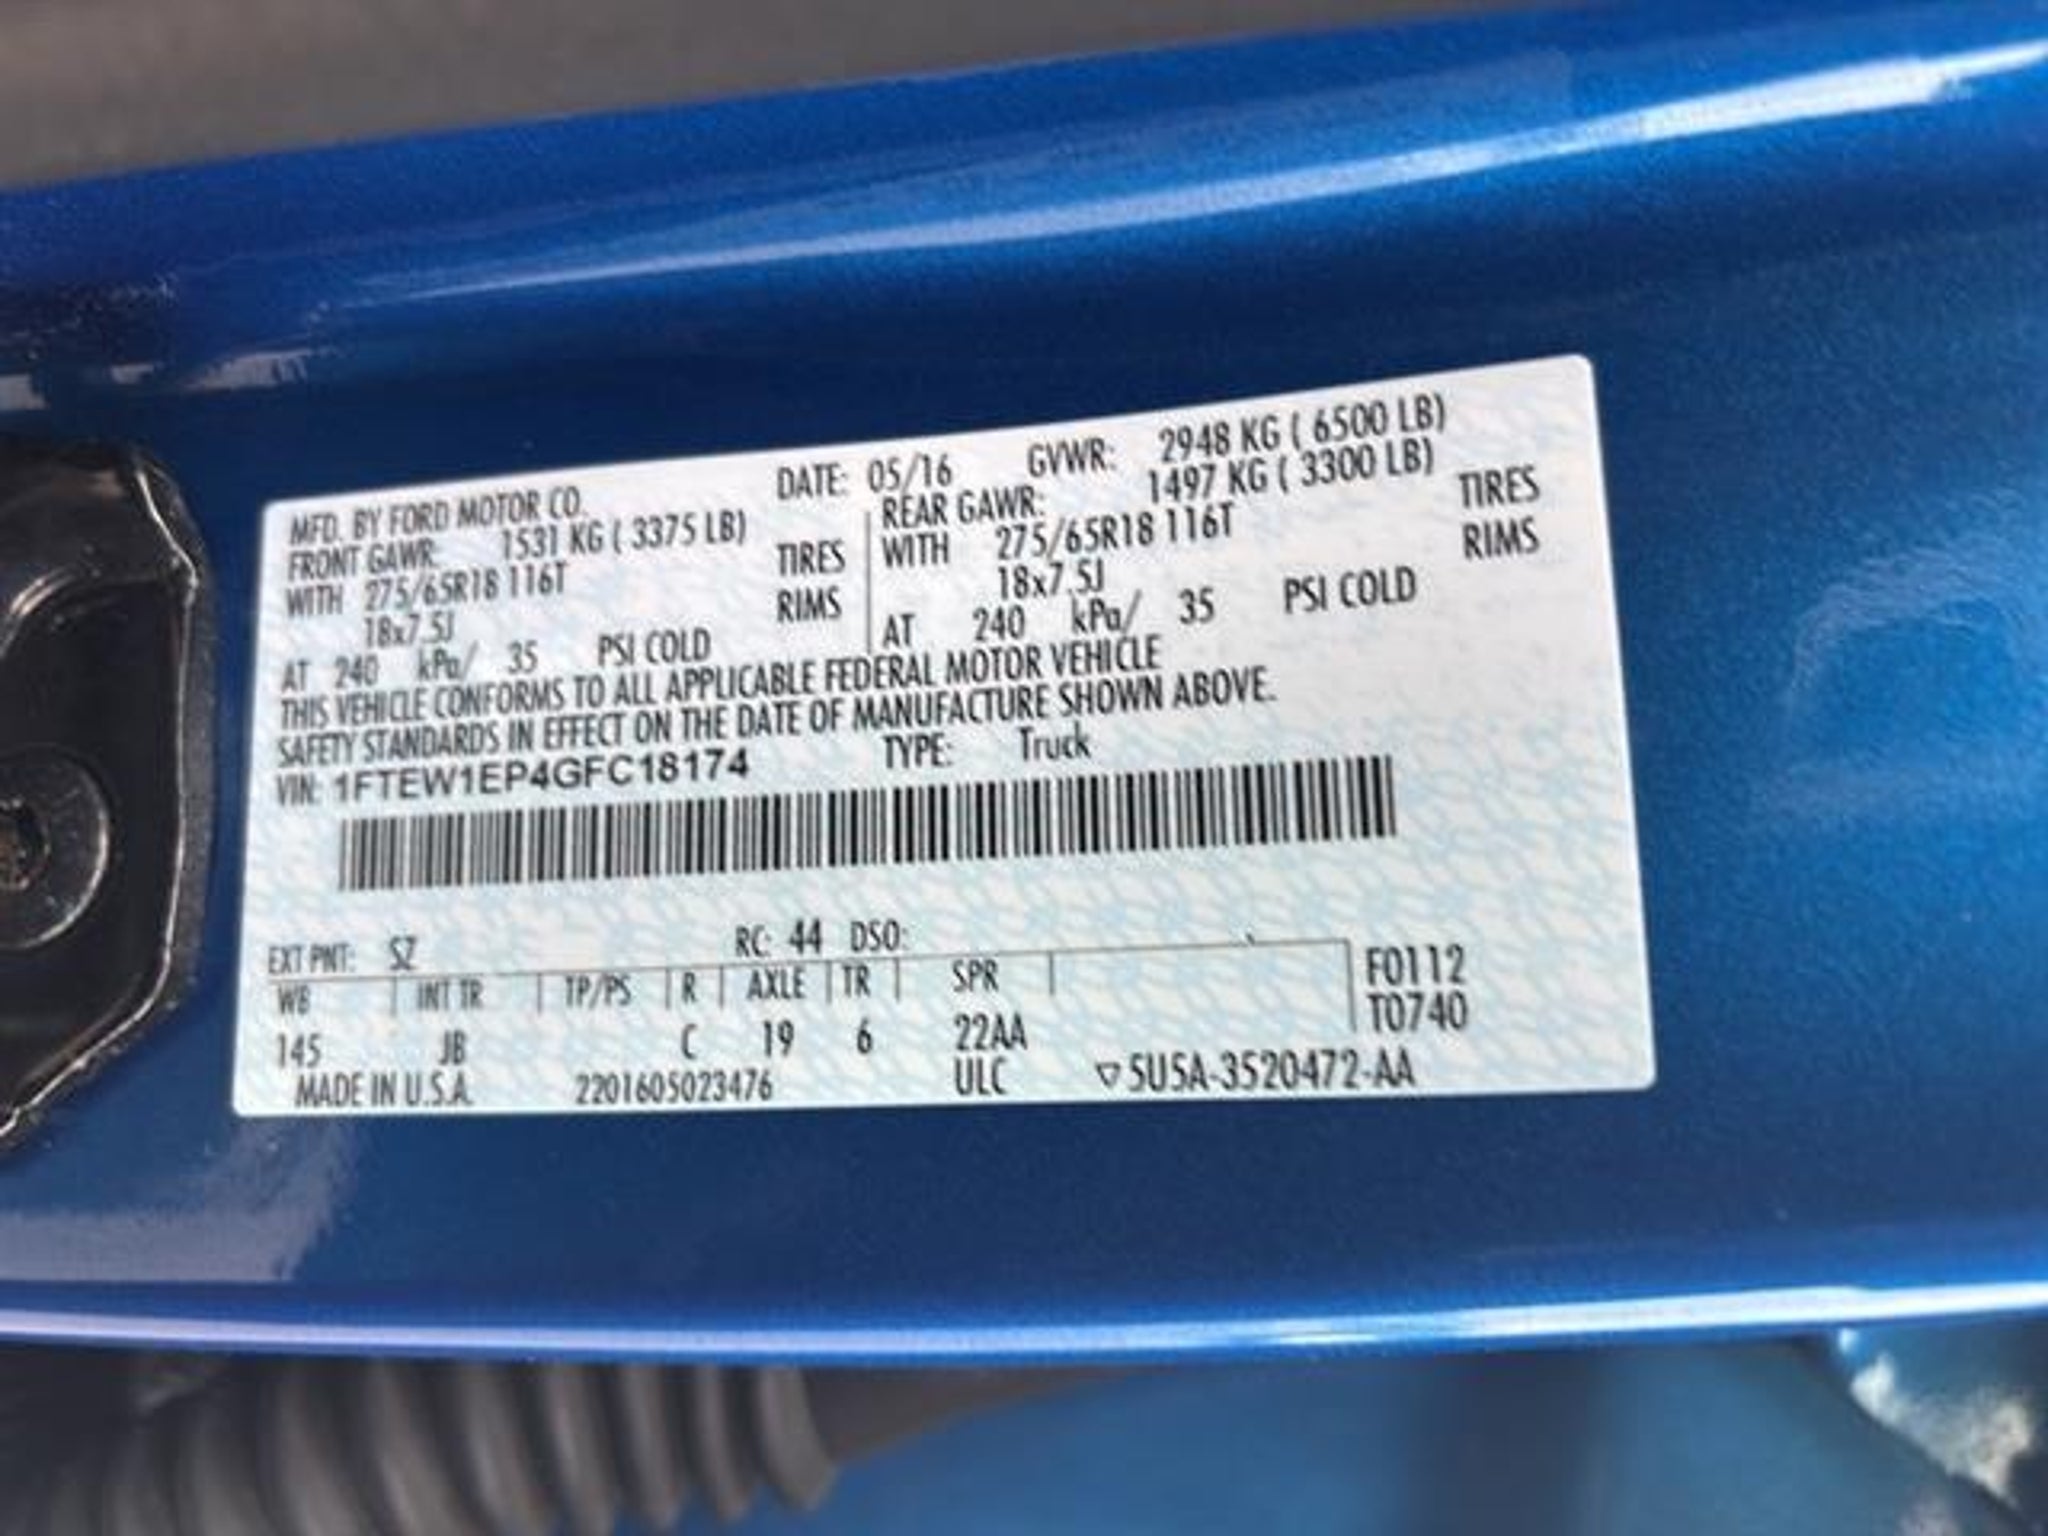 MFD. BY FORD MOTOR CO. DATE: 05/16 GVWR: 2948 KG ( 6500 LB)
FRONT GAWR: 1531 KG ( 3375 LB) REAR GAWR: 1497 KG ( 3300 LB)
WITH 275/65R18 116T TIRES WITH 275/65R18 116T TIRES
18x7.5J RIMS 18x7.5J RIMS
AT 240 kPa/ 35 PSI COLD AT 240 kPa/ 35 PSI COLD
THIS VEHICLE CONFORMS TO ALL APPLICABLE FEDERAL MOTOR VEHICLE
SAFETY STANDARDS IN EFFECT ON THE DATE OF MANUFACTURE SHOWN ABOVE.
VIN: 1FTEW1EP4GFC18174 TYPE: Truck
EXT PNT: SZ RC: 44 DSO:
WB INT TR TP/PS R AXLE TR SPR F0112
145 JB C 19 6 22AA T0740
MADE IN U.S.A. 2201605023476 ULC ▽5U5A-3520472-AA